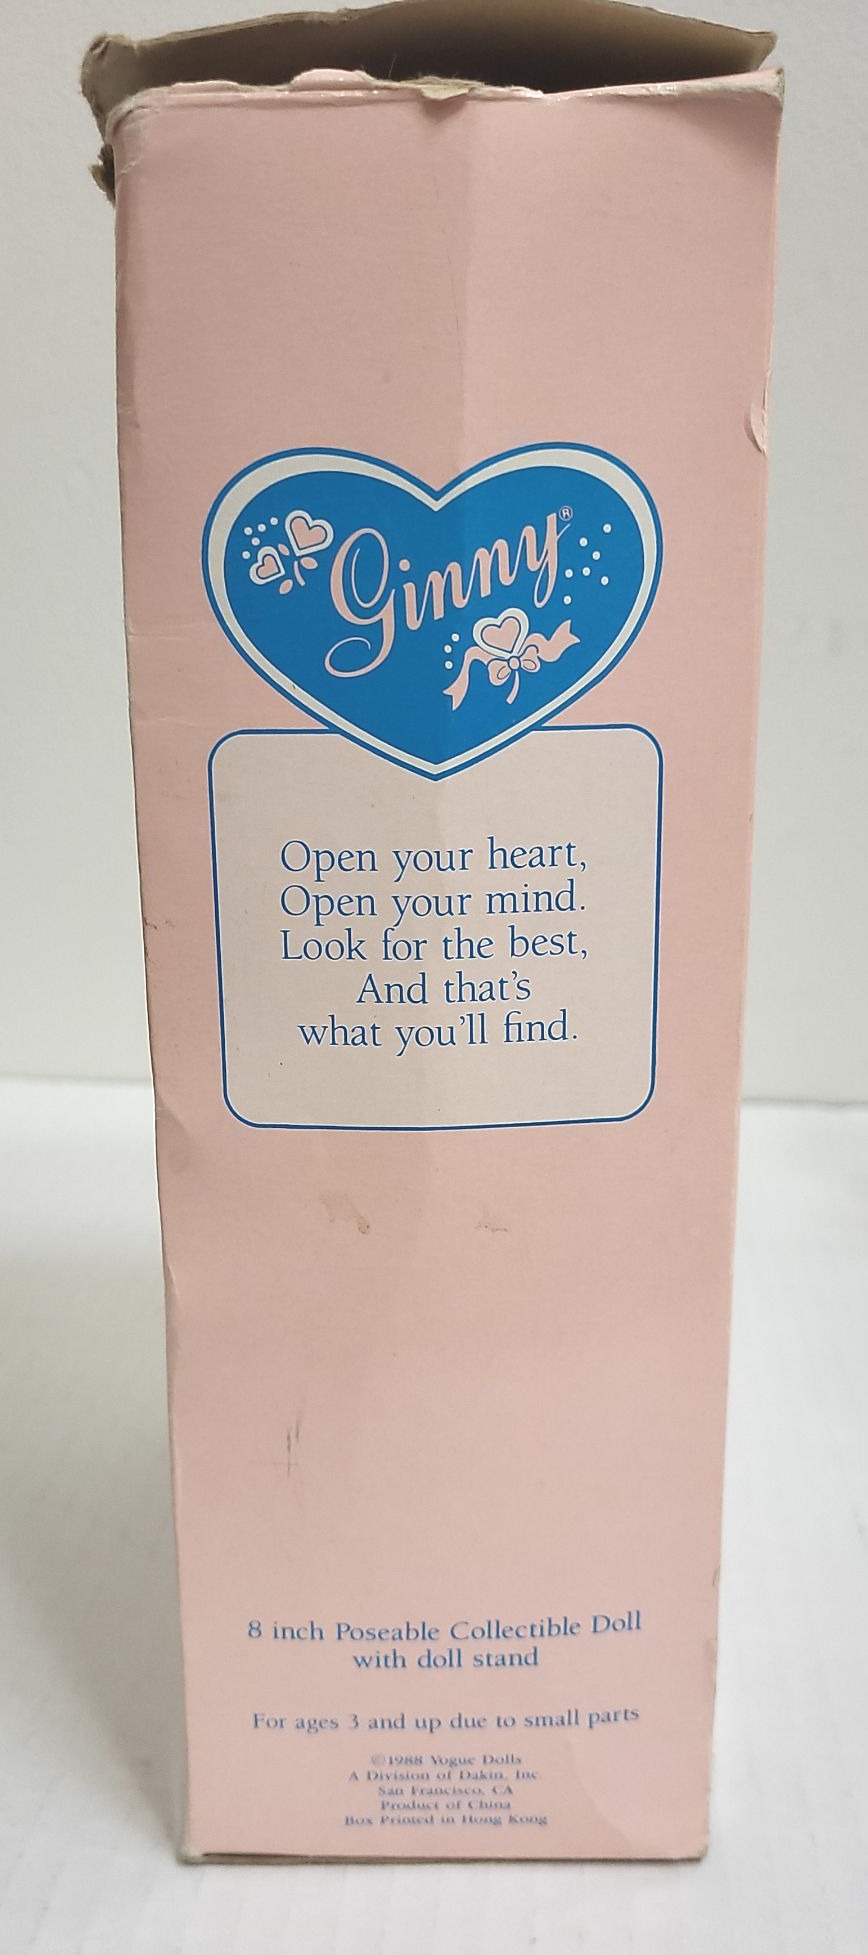 Ginny®
Open your heart,
Open your mind.
Look for the best,
And that's
what you'll find.
8 inch Poseable Collectible Doll
with doll stand
For ages 3 and up due to small parts
©1988 Vogue Dolls
A Division of Dakin, Inc.
San Francisco, CA
Product of China
Box Printed in Hong Kong